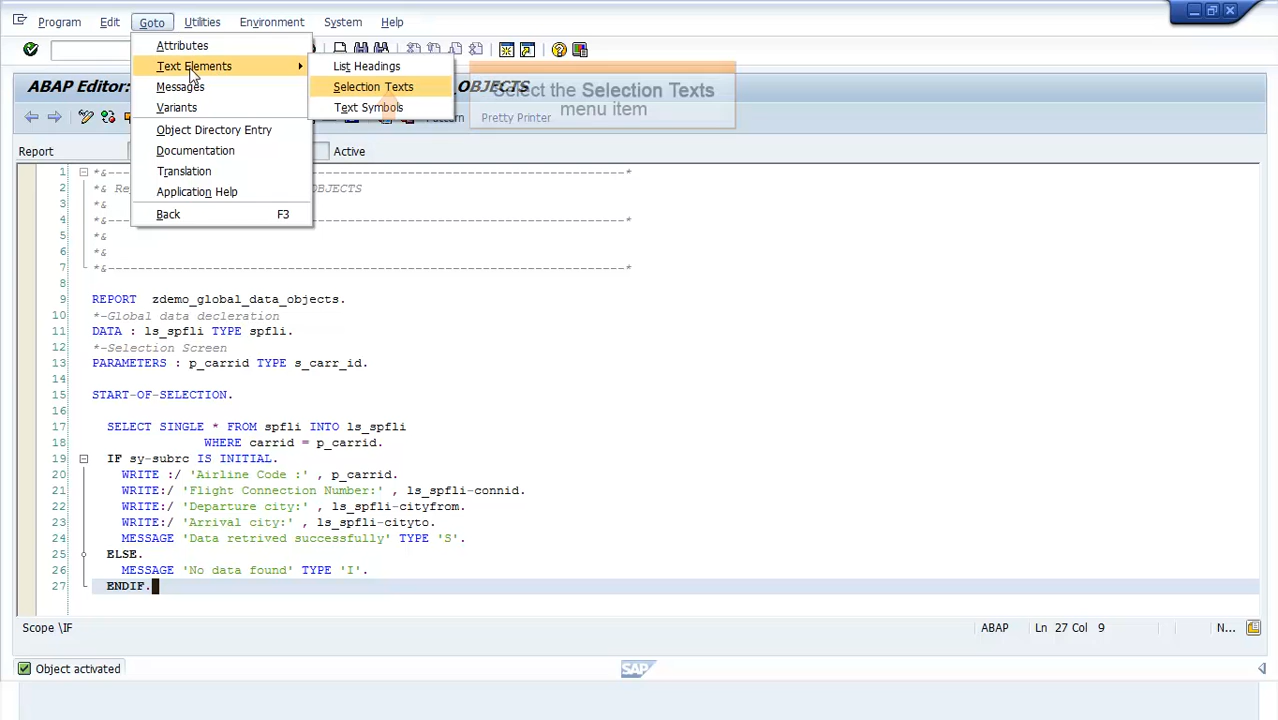 Program Edit Goto Utilities Environment System Help
Attributes
Text Elements
Messages
Variants
Object Directory Entry
Documentation
Translation
Application Help
Back F3
List Headings
Selection Texts
Text Symbols
Select the Selection Texts
menu item
ABAP Editor: OBJECTS
Pattern Pretty Printer
Report Active
1 *&---------------------------------------------------------------------*
2 *& Re OBJECTS
3 *&
4 *&---------------------------------------------------------------------*
5 *&
6 *&
7 *&---------------------------------------------------------------------*
8
9 REPORT zdemo_global_data_objects.
10 *-Global data decleration
11 DATA : ls_spfli TYPE spfli.
12 *-Selection Screen
13 PARAMETERS : p_carrid TYPE s_carr_id.
14
15 START-OF-SELECTION.
16
17 SELECT SINGLE * FROM spfli INTO ls_spfli
18 WHERE carrid = p_carrid.
19 IF sy-subrc IS INITIAL.
20 WRITE :/ 'Airline Code :' , p_carrid.
21 WRITE:/ 'Flight Connection Number:' , ls_spfli-connid.
22 WRITE:/ 'Departure city:' , ls_spfli-cityfrom.
23 WRITE:/ 'Arrival city:' , ls_spfli-cityto.
24 MESSAGE 'Data retrived successfully' TYPE 'S'.
25 ELSE.
26 MESSAGE 'No data found' TYPE 'I'.
27 ENDIF.
Scope \IF ABAP Ln 27 Col 9 N...
Object activated SAP